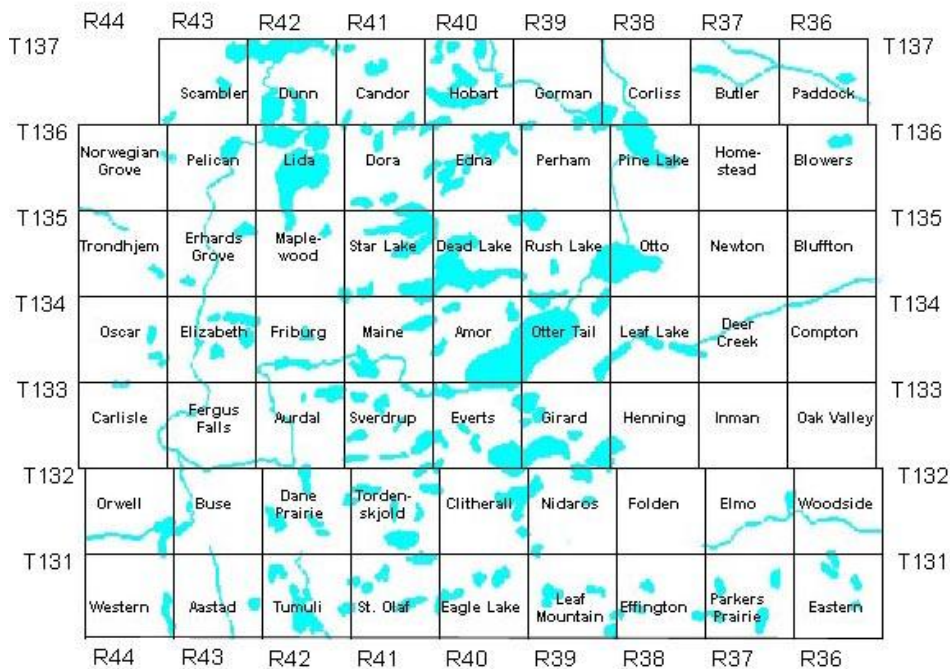 R44 R43 R42 R41 R40 R39 R38 R37 R36
T137 T137
Scambler Dunn Candor Hobart Gorman Corliss Butler Paddock
T136 T136
Norwegian Grove Pelican Lida Dora Edna Perham Pine Lake Home-stead Blowers
T135 T135
Trondhjem Erhards Grove Maple-wood Star Lake Dead Lake Rush Lake Otto Newton Bluffton
T134 T134
Oscar Elizabeth Friburg Maine Amor Otter Tail Leaf Lake Deer Creek Compton
T133 T133
Carlisle Fergus Falls Aurdal Sverdrup Everts Girard Henning Inman Oak Valley
T132 T132
Orwell Buse Dane Prairie Torden-skjold Clitherall Nidaros Folden Elmo Woodside
T131 T131
Western Aastad Tumuli St. Olaf Eagle Lake Leaf Mountain Effington Parkers Prairie Eastern
R44 R43 R42 R41 R40 R39 R38 R37 R36